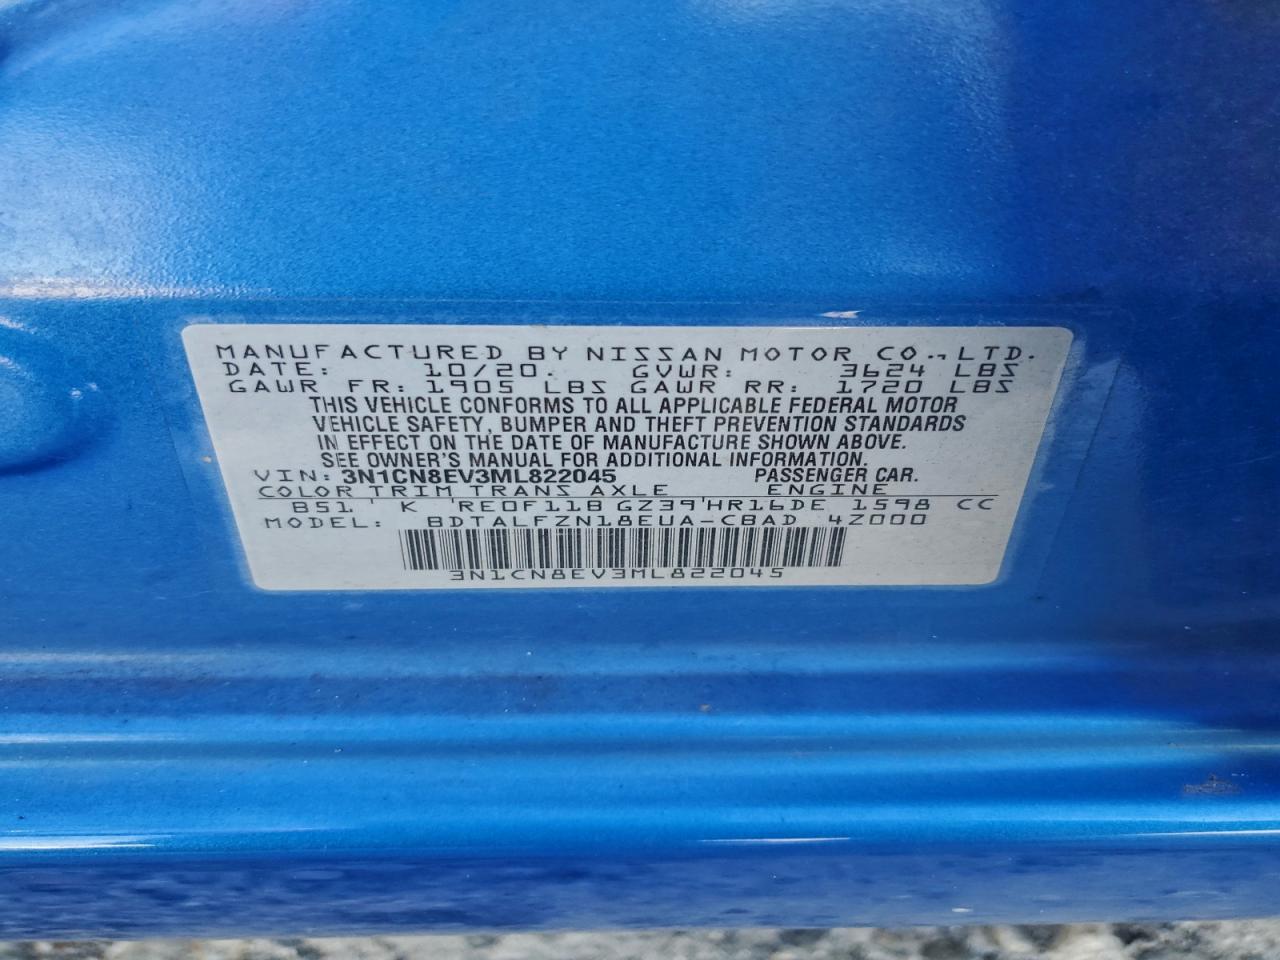 MANUFACTURED BY NISSAN MOTOR CO., LTD.
DATE: 10/20. GVWR: 3624 LBS
GAWR FR: 1905 LBS GAWR RR: 1720 LBS
THIS VEHICLE CONFORMS TO ALL APPLICABLE FEDERAL MOTOR
VEHICLE SAFETY, BUMPER AND THEFT PREVENTION STANDARDS
IN EFFECT ON THE DATE OF MANUFACTURE SHOWN ABOVE.
SEE OWNER'S MANUAL FOR ADDITIONAL INFORMATION.
VIN: 3N1CN8EV3ML822045 PASSENGER CAR.
COLOR TRIM TRANS AXLE ENGINE
B51' K 'RE0F11B GZ39'HR16DE 1598 CC
MODEL: BDTALFZN18EUA-CBAD 4Z000
3N1CN8EV3ML822045